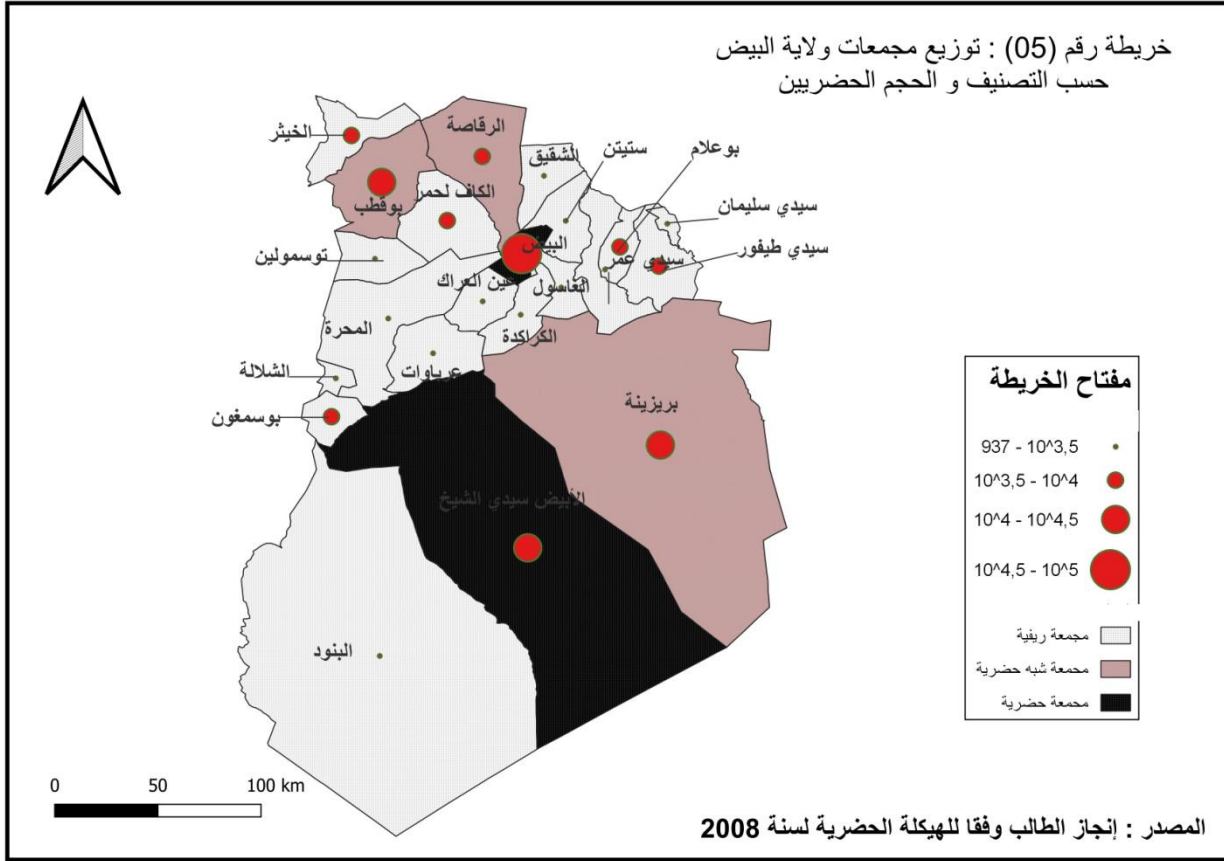 خريطة رقم (05) : توزيع مجمعات ولاية البيض
حسب التصنيف و الحجم الحضريين
الخيثر
الرقاصة
الشقيق
ستيتن
بوعلام
سيدي سليمان
سيدي طيفور
بوقطب
الكاف لحمر
البيض
سيدي عمر
توسمولين
عين العراك
الغاسول
المحرة
الكراكدة
الشلالة
عرباوات
بوسمغون
بريزينة
الأبيض سيدي الشيخ
البنود
مفتاح الخريطة
937 - 10^3,5
10^3,5 - 10^4
10^4 - 10^4,5
10^4,5 - 10^5
مجمعة ريفية
محمعة شبه حضرية
محمعة حضرية
0 50 100 km
المصدر : إنجاز الطالب وفقا للهيكلة الحضرية لسنة 2008